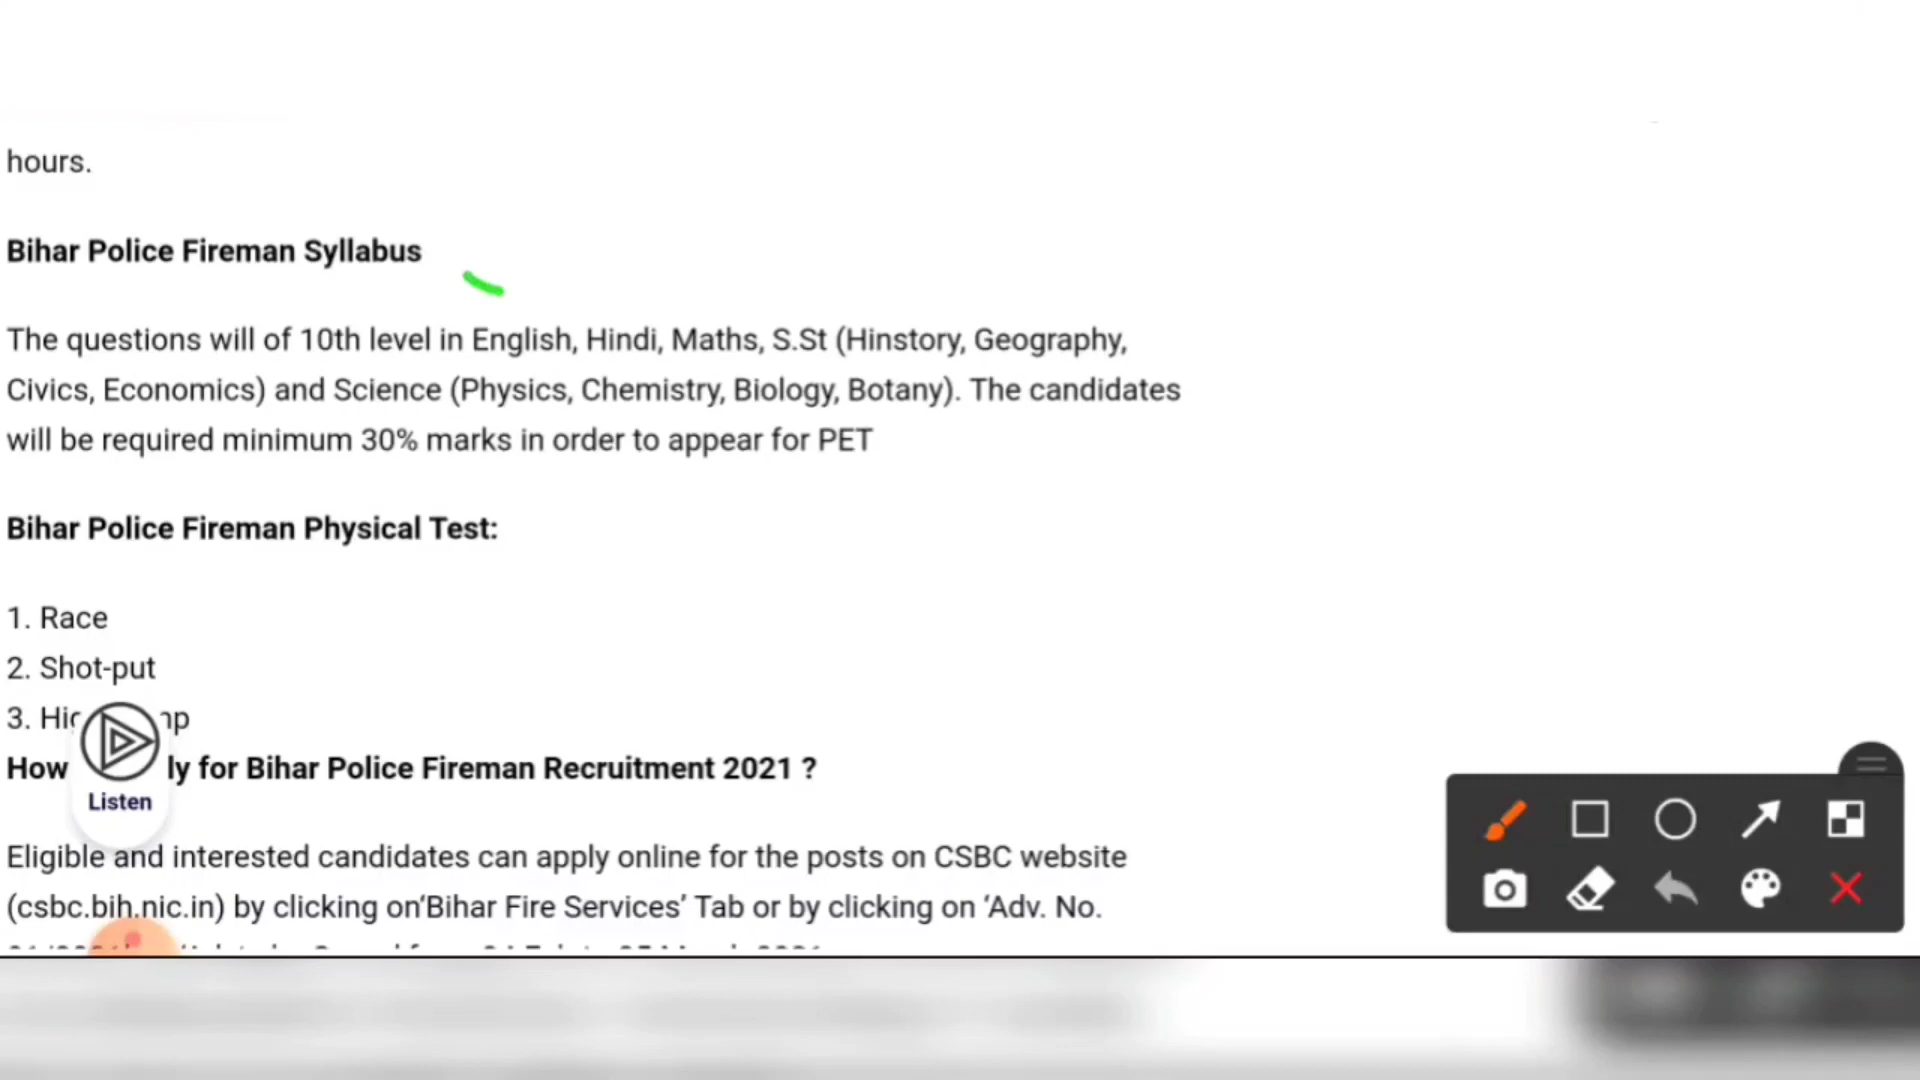 hours.
Bihar Police Fireman Syllabus
The questions will of 10th level in English, Hindi, Maths, S.St (Hinstory, Geography,
Civics, Economics) and Science (Physics, Chemistry, Biology, Botany). The candidates
will be required minimum 30% marks in order to appear for PET
Bihar Police Fireman Physical Test:
1. Race
2. Shot-put
3.
How ly for Bihar Police Fireman Recruitment 2021 ?
Listen
Eligible and interested candidates can apply online for the posts on CSBC website
(csbc.bih.nic.in) by clicking on‘Bihar Fire Services’ Tab or by clicking on ‘Adv. No.